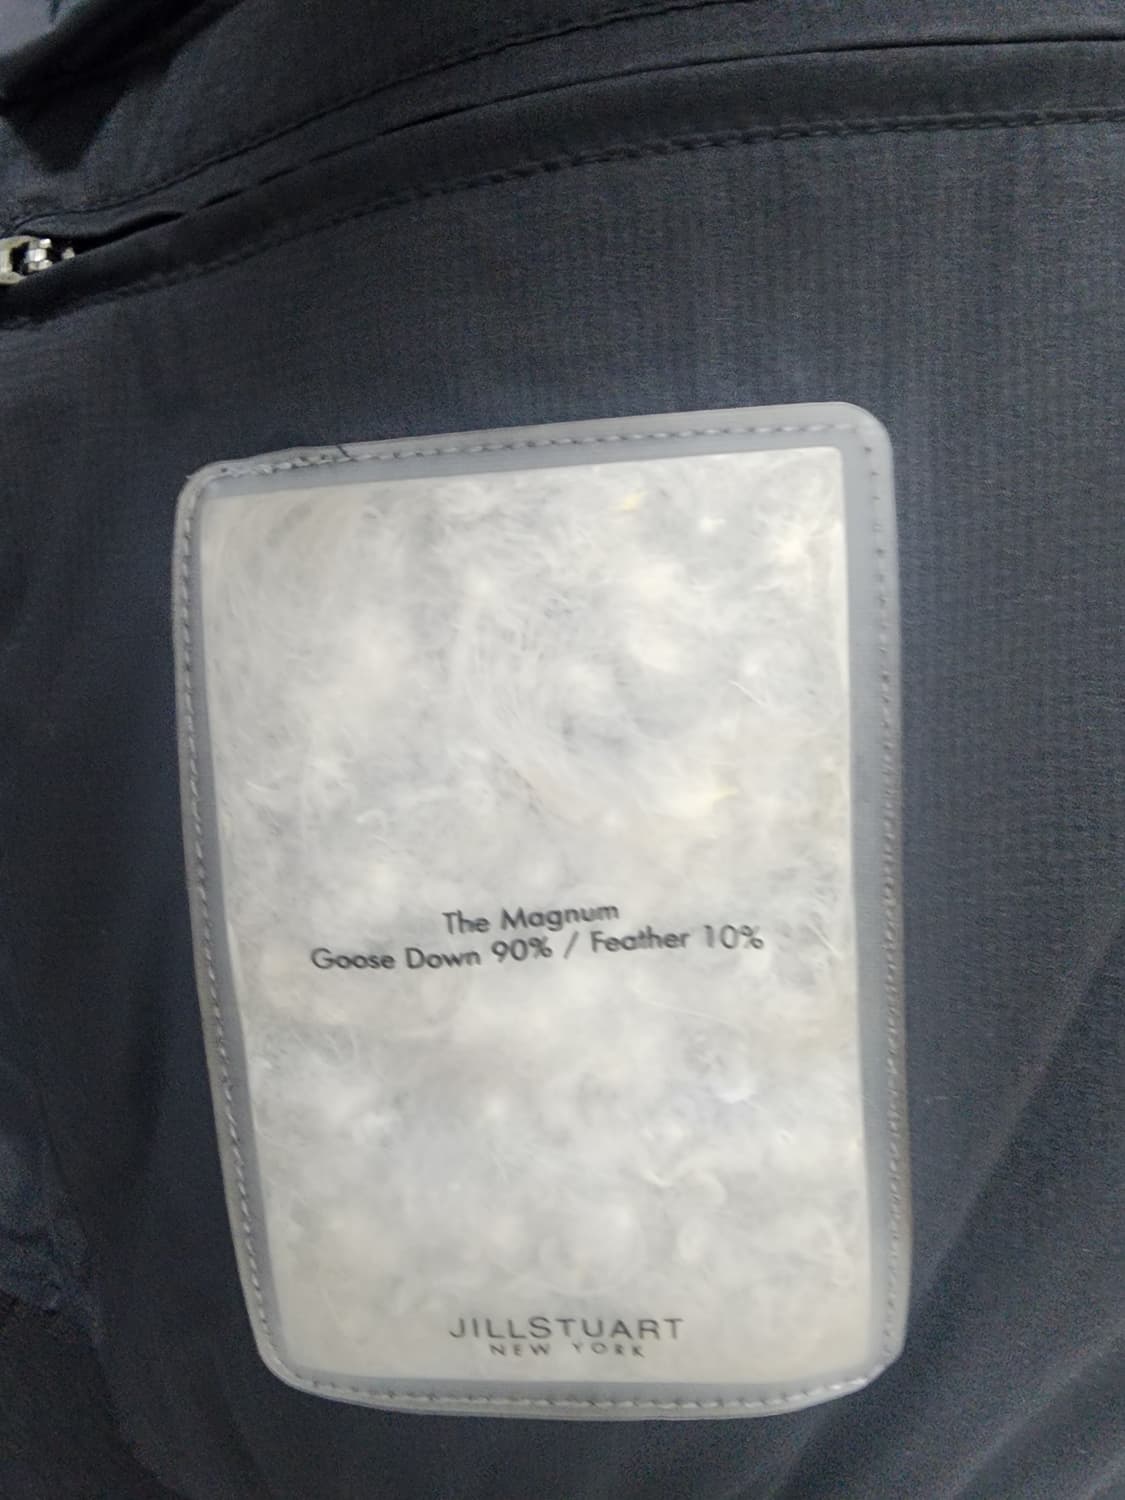 The Magnum
Goose Down 90% / Feather 10%
JILLSTUART
NEW YORK